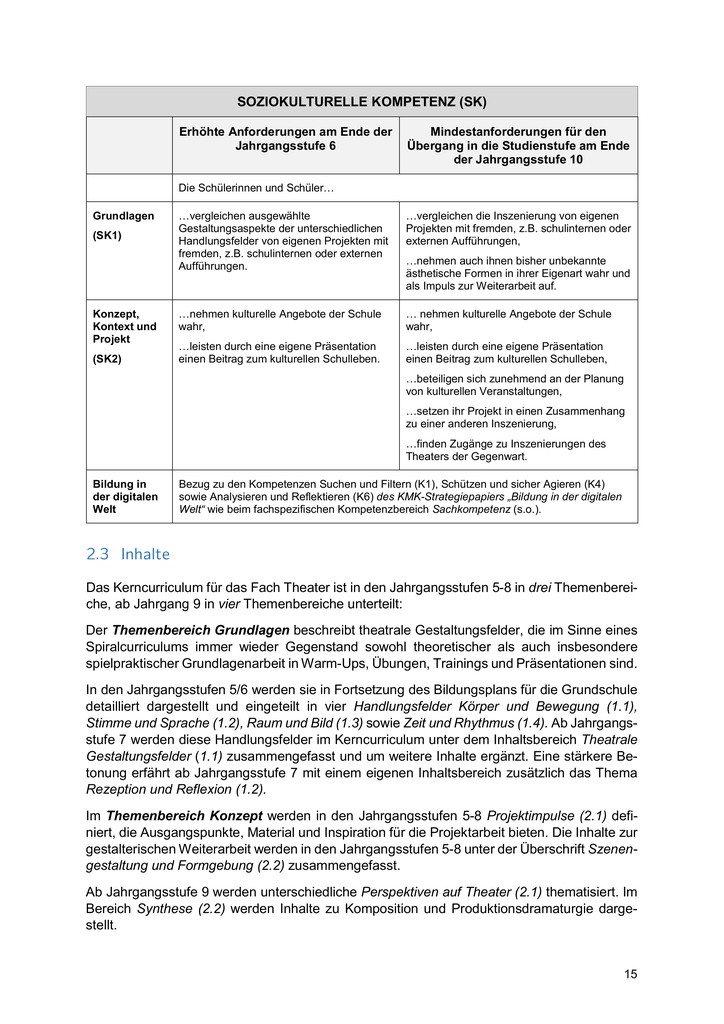 SOZIOKULTURELLE KOMPETENZ (SK)
Erhöhte Anforderungen am Ende der
Jahrgangsstufe 6
Mindestanforderungen für den
Übergang in die Studienstufe am Ende
der Jahrgangsstufe 10
Die Schülerinnen und Schüler…
Grundlagen
(SK1)
…vergleichen ausgewählte
Gestaltungsaspekte der unterschiedlichen
Handlungsfelder von eigenen Projekten mit
fremden, z.B. schulinternen oder externen
Aufführungen.
…vergleichen die Inszenierung von eigenen
Projekten mit fremden, z.B. schulinternen oder
externen Aufführungen,
…nehmen auch ihnen bisher unbekannte
ästhetische Formen in ihrer Eigenart wahr und
als Impuls zur Weiterarbeit auf.
Konzept,
Kontext und
Projekt
(SK2)
…nehmen kulturelle Angebote der Schule
wahr,
…leisten durch eine eigene Präsentation
einen Beitrag zum kulturellen Schulleben.
… nehmen kulturelle Angebote der Schule
wahr,
…leisten durch eine eigene Präsentation
einen Beitrag zum kulturellen Schulleben,
…beteiligen sich zunehmend an der Planung
von kulturellen Veranstaltungen,
…setzen ihr Projekt in einen Zusammenhang
zu einer anderen Inszenierung,
…finden Zugänge zu Inszenierungen des
Theaters der Gegenwart.
Bildung in
der digitalen
Welt
Bezug zu den Kompetenzen Suchen und Filtern (K1), Schützen und sicher Agieren (K4)
sowie Analysieren und Reflektieren (K6) des KMK-Strategiepapiers „Bildung in der digitalen
Welt“ wie beim fachspezifischen Kompetenzbereich Sachkompetenz (s.o.).
2.3 Inhalte
Das Kerncurriculum für das Fach Theater ist in den Jahrgangsstufen 5-8 in drei Themenberei-
che, ab Jahrgang 9 in vier Themenbereiche unterteilt:
Der Themenbereich Grundlagen beschreibt theatrale Gestaltungsfelder, die im Sinne eines
Spiralcurriculums immer wieder Gegenstand sowohl theoretischer als auch insbesondere
spielpraktischer Grundlagenarbeit in Warm-Ups, Übungen, Trainings und Präsentationen sind.
In den Jahrgangsstufen 5/6 werden sie in Fortsetzung des Bildungsplans für die Grundschule
detailliert dargestellt und eingeteilt in vier Handlungsfelder Körper und Bewegung (1.1),
Stimme und Sprache (1.2), Raum und Bild (1.3) sowie Zeit und Rhythmus (1.4). Ab Jahrgangs-
stufe 7 werden diese Handlungsfelder im Kerncurriculum unter dem Inhaltsbereich Theatrale
Gestaltungsfelder (1.1) zusammengefasst und um weitere Inhalte ergänzt. Eine stärkere Be-
tonung erfährt ab Jahrgangsstufe 7 mit einem eigenen Inhaltsbereich zusätzlich das Thema
Rezeption und Reflexion (1.2).
Im Themenbereich Konzept werden in den Jahrgangsstufen 5-8 Projektimpulse (2.1) defi-
niert, die Ausgangspunkte, Material und Inspiration für die Projektarbeit bieten. Die Inhalte zur
gestalterischen Weiterarbeit werden in den Jahrgangsstufen 5-8 unter der Überschrift Szenen-
gestaltung und Formgebung (2.2) zusammengefasst.
Ab Jahrgangsstufe 9 werden unterschiedliche Perspektiven auf Theater (2.1) thematisiert. Im
Bereich Synthese (2.2) werden Inhalte zu Komposition und Produktionsdramaturgie darge-
stellt.
15